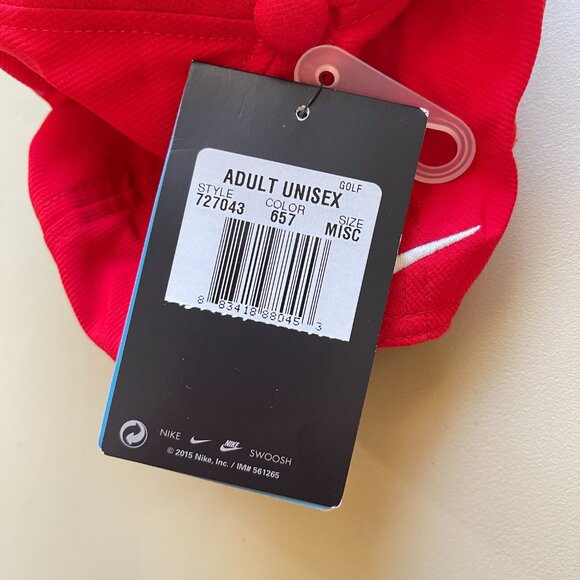 ADULT UNISEX GOLF
STYLE COLOR SIZE
727043 657 MISC
8 83418 88045 3
NIKE NIKE SWOOSH
© 2015 Nike, Inc. / IM# 561265